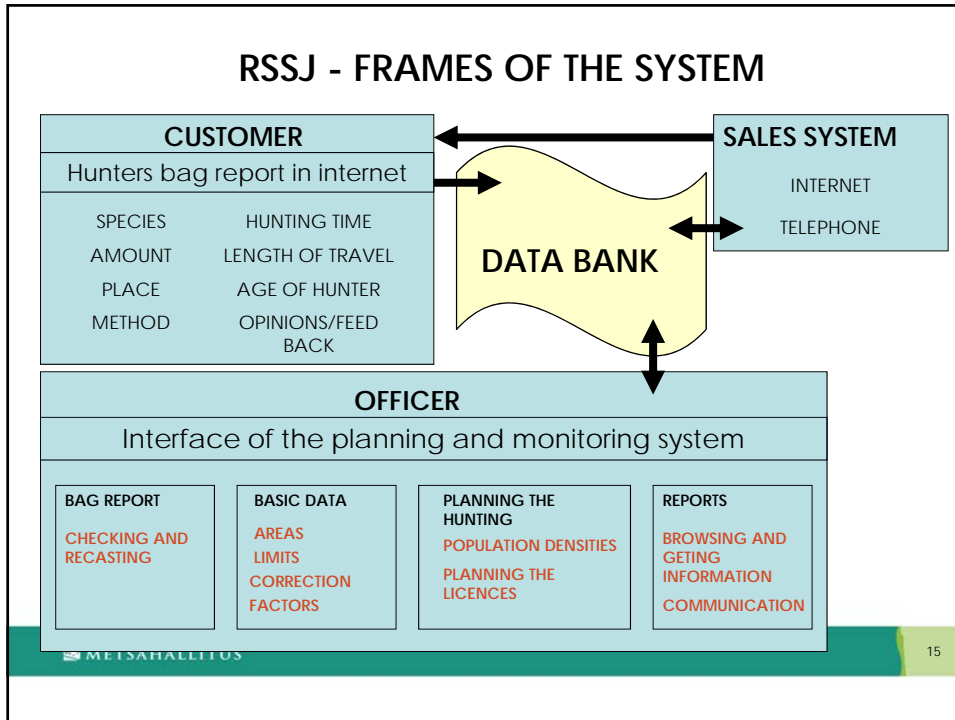 RSSJ - FRAMES OF THE SYSTEM
CUSTOMER
Hunters bag report in internet
SPECIES
AMOUNT
PLACE
METHOD
HUNTING TIME
LENGTH OF TRAVEL
AGE OF HUNTER
OPINIONS/FEED
BACK
DATA BANK
SALES SYSTEM
INTERNET
TELEPHONE
OFFICER
Interface of the planning and monitoring system
BAG REPORT
CHECKING AND
RECASTING
BASIC DATA
AREAS
LIMITS
CORRECTION
FACTORS
PLANNING THE
HUNTING
POPULATION DENSITIES
PLANNING THE
LICENCES
REPORTS
BROWSING AND
GETING
INFORMATION
COMMUNICATION
METSÄHALLITUS
15